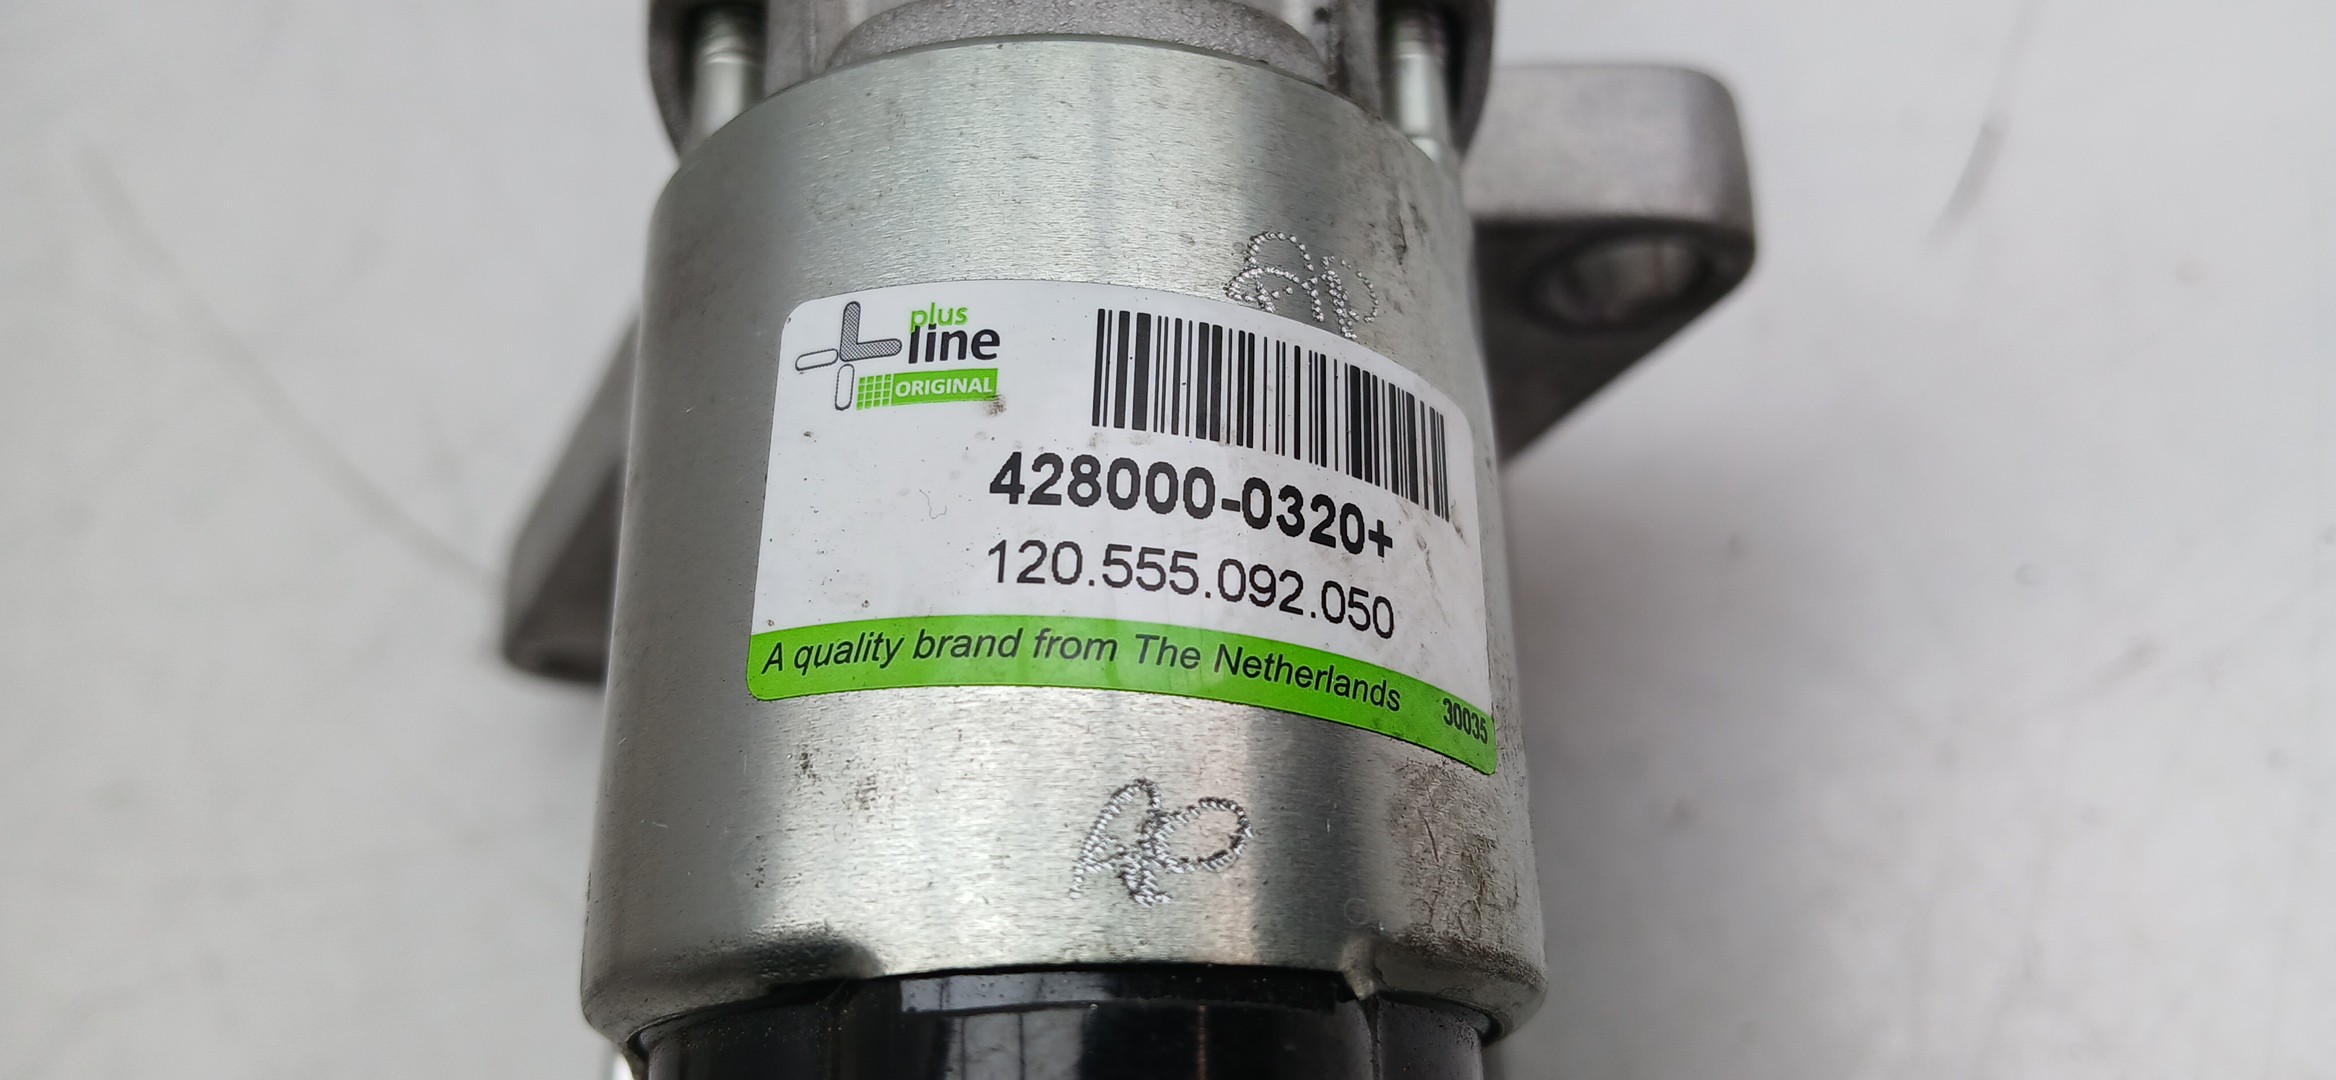 plus
line
ORIGINAL
428000-0320+
120.555.092.050
A quality brand from The Netherlands 30035